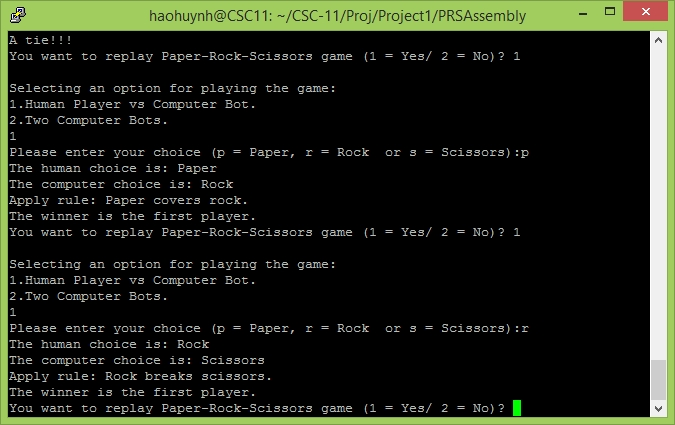 haohuynh@CSC11: ~/CSC-11/Proj/Project1/PRSAssembly
A tie!!!
You want to replay Paper-Rock-Scissors game (1 = Yes/ 2 = No)? 1
Selecting an option for playing the game:
1.Human Player vs Computer Bot.
2.Two Computer Bots.
1
Please enter your choice (p = Paper, r = Rock  or s = Scissors):p
The human choice is: Paper
The computer choice is: Rock
Apply rule: Paper covers rock.
The winner is the first player.
You want to replay Paper-Rock-Scissors game (1 = Yes/ 2 = No)? 1
Selecting an option for playing the game:
1.Human Player vs Computer Bot.
2.Two Computer Bots.
1
Please enter your choice (p = Paper, r = Rock  or s = Scissors):r
The human choice is: Rock
The computer choice is: Scissors
Apply rule: Rock breaks scissors.
The winner is the first player.
You want to replay Paper-Rock-Scissors game (1 = Yes/ 2 = No)?